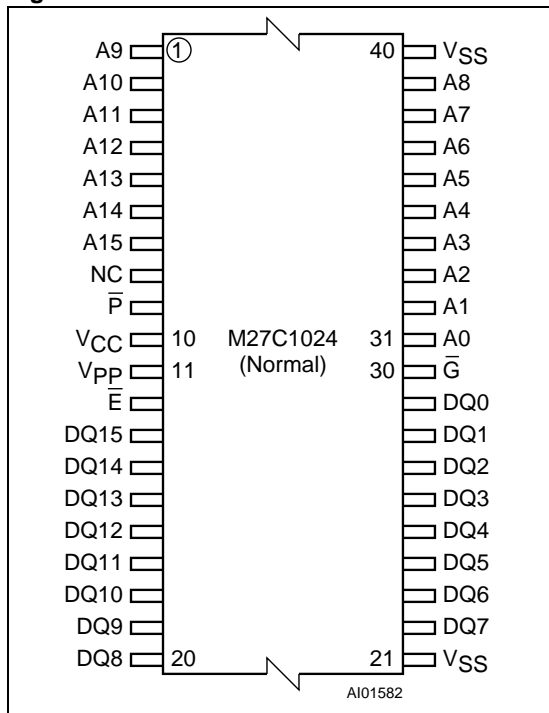 A9 1 40 VSS
A10 A8
A11 A7
A12 A6
A13 A5
A14 A4
A15 A3
NC A2
P̅ A1
VCC 10 M27C1024 31 A0
VPP 11 (Normal) 30 G̅
E̅ DQ0
DQ15 DQ1
DQ14 DQ2
DQ13 DQ3
DQ12 DQ4
DQ11 DQ5
DQ10 DQ6
DQ9 DQ7
DQ8 20 21 VSS
AI01582